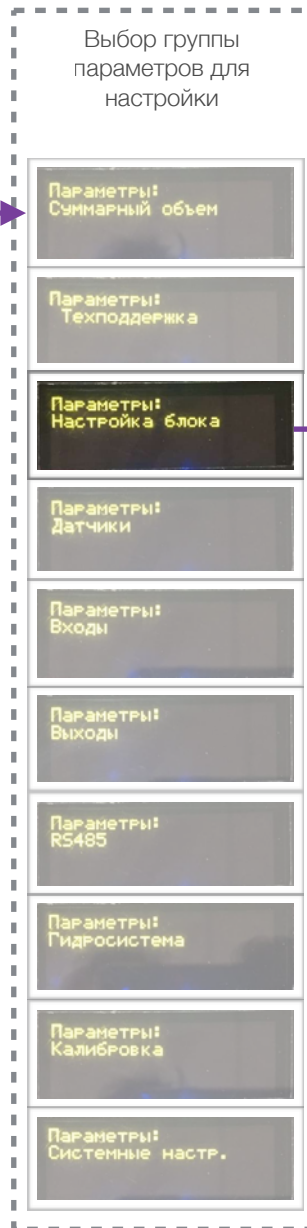 Выбор группы
параметров для
настройки
Параметры:
Суммарный объем
Параметры:
Техподдержка
Параметры:
Настройка блока
Параметры:
Датчики
Параметры:
Входы
Параметры:
Выходы
Параметры:
RS485
Параметры:
Гидросистема
Параметры:
Калибровка
Параметры:
Системные настр.